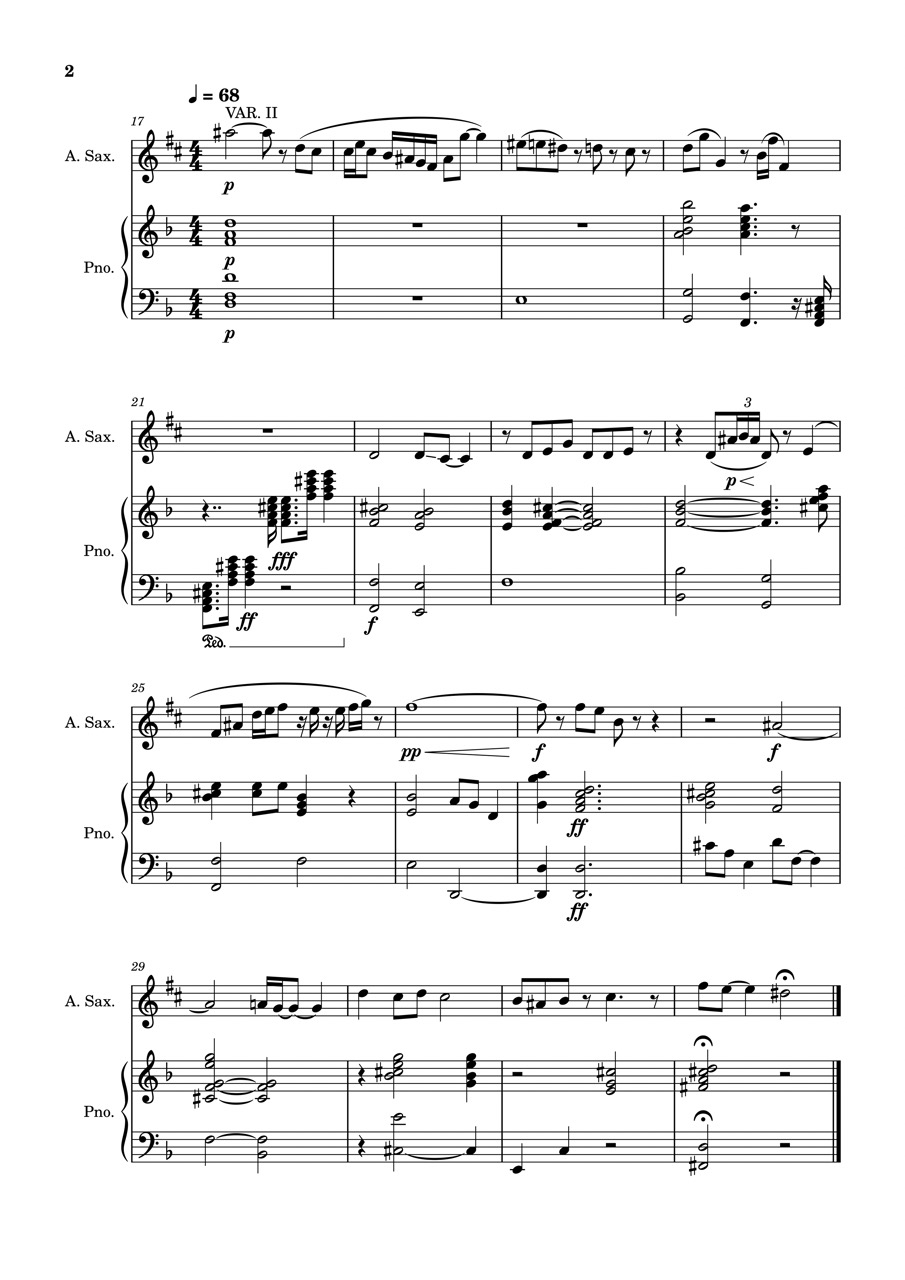 2
= 68
VAR. II
17
A. Sax.
p
Pno.
p
p
21
3
A. Sax.
p
Pno.
fff
ff
f
Ped.
25
A. Sax.
pp
f
f
Pno.
ff
ff
29
A. Sax.
Pno.